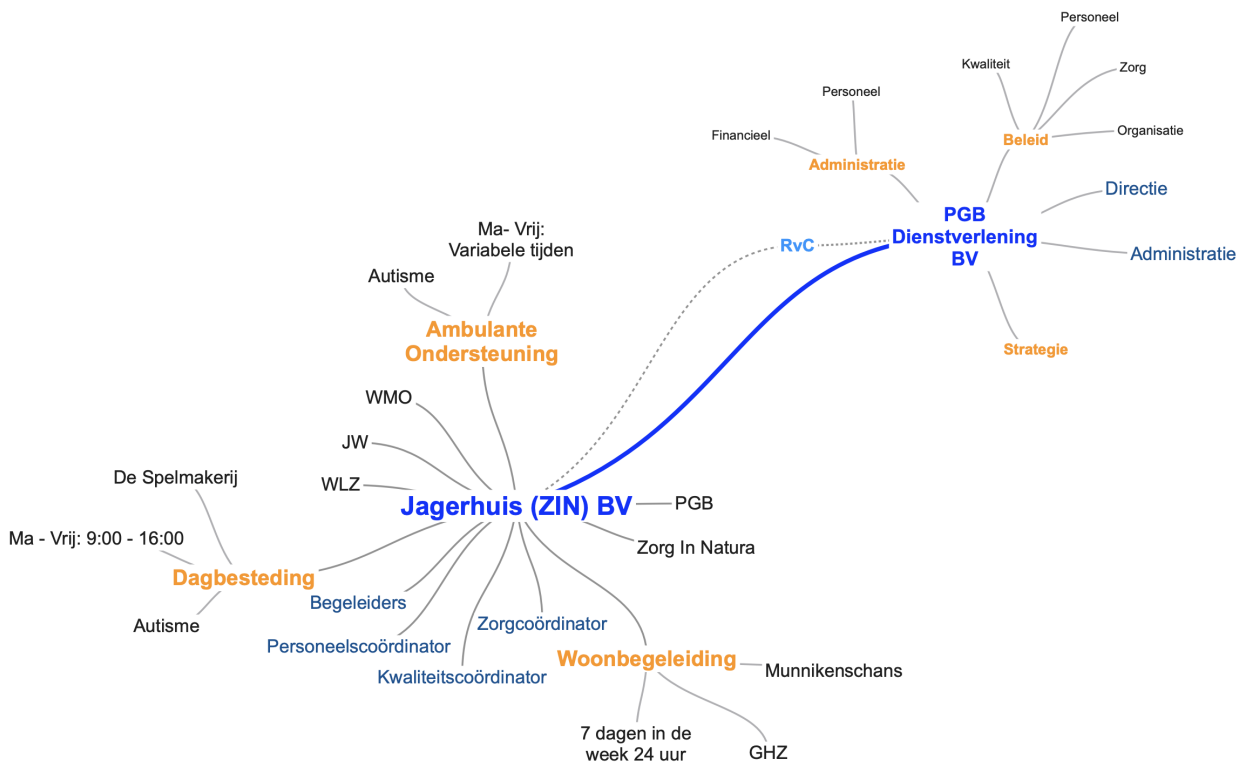 Personeel
Kwaliteit
Zorg
Personeel
Organisatie
Financieel
Beleid
Administratie
Directie
PGB
Dienstverlening
BV
RvC
Administratie
Strategie
Ma- Vrij:
Variabele tijden
Autisme
Ambulante
Ondersteuning
WMO
JW
WLZ
De Spelmakerij
Jagerhuis (ZIN) BV
PGB
Ma - Vrij: 9:00 - 16:00
Zorg In Natura
Dagbesteding
Begeleiders
Autisme
Zorgcoördinator
Personeelscoördinator
Woonbegeleiding
Munnikenschans
Kwaliteitscoördinator
7 dagen in de
week 24 uur
GHZ